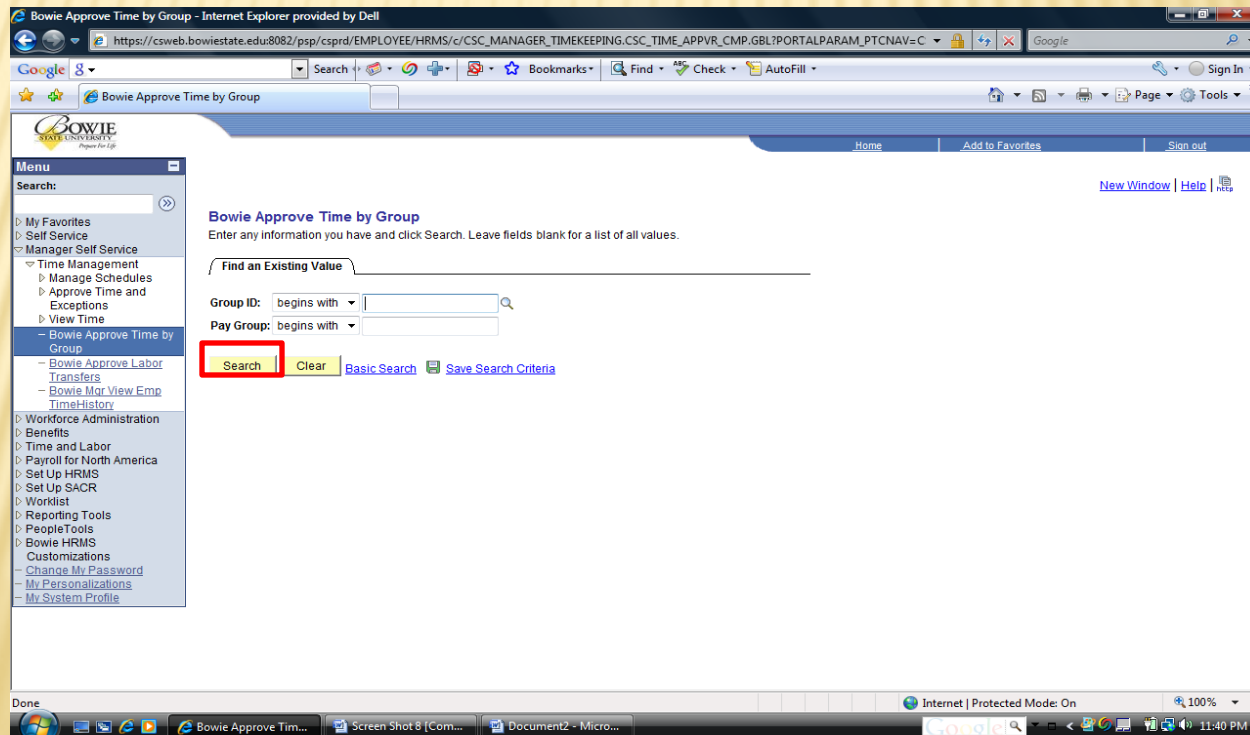 Bowie Approve Time by Group - Internet Explorer provided by Dell
https://csweb.bowiestate.edu:8082/psp/csprd/EMPLOYEE/HRMS/c/CSC_MANAGER_TIMEKEEPING.CSC_TIME_APPVR_CMP.GBL?PORTALPARAM_PTCNAV=C
Google
Google Search Bookmarks Find Check AutoFill Sign In
Bowie Approve Time by Group Page Tools
BOWIE
STATE UNIVERSITY
Prepare For Life
Home Add to Favorites Sign out
Menu
Search:
New Window | Help | http
My Favorites
Self Service
Manager Self Service
Time Management
Manage Schedules
Approve Time and
Exceptions
View Time
– Bowie Approve Time by
Group
– Bowie Approve Labor
Transfers
– Bowie Mgr View Emp
TimeHistory
Workforce Administration
Benefits
Time and Labor
Payroll for North America
Set Up HRMS
Set Up SACR
Worklist
Reporting Tools
PeopleTools
Bowie HRMS
Customizations
– Change My Password
– My Personalizations
– My System Profile
Bowie Approve Time by Group
Enter any information you have and click Search. Leave fields blank for a list of all values.
Find an Existing Value
Group ID: begins with
Pay Group: begins with
Search Clear Basic Search Save Search Criteria
Done Internet | Protected Mode: On 100%
Bowie Approve Tim... Screen Shot 8 [Com... Document2 - Micro... Google 11:40 PM